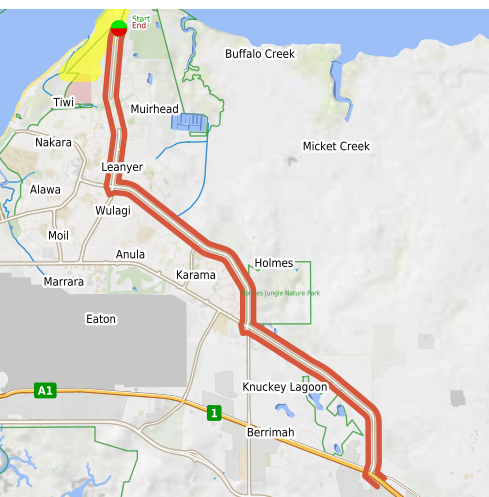 Start
End
Buffalo Creek
Tiwi
Muirhead
Nakara
Micket Creek
Leanyer
Alawa
Wulagi
Moil
Anula
Holmes
Karama
Marrara
Holmes Jungle Nature Park
Eaton
Knuckey Lagoon
A1
1
Berrimah